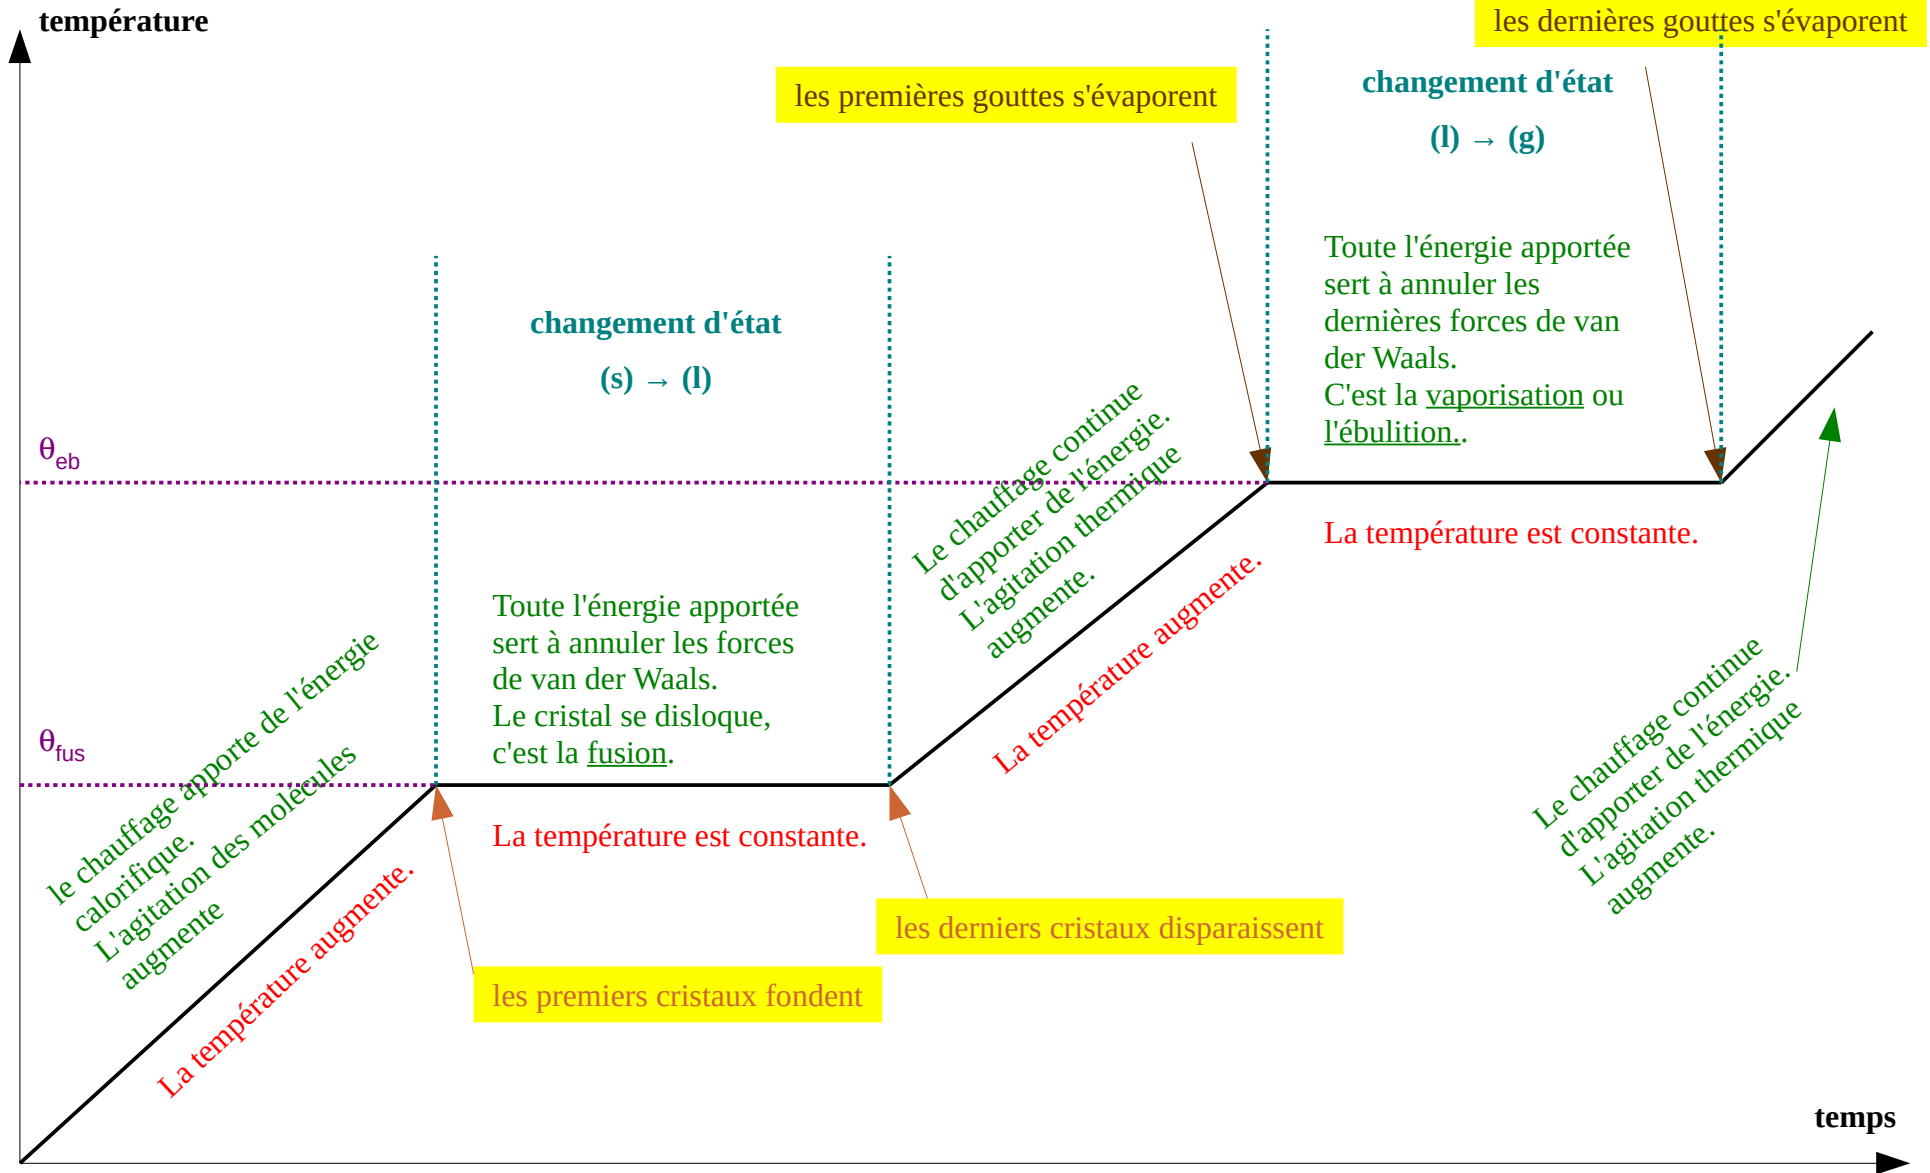 température
les dernières gouttes s'évaporent
les premières gouttes s'évaporent
changement d'état
(l) → (g)
Toute l'énergie apportée
sert à annuler les
dernières forces de van
der Waals.
C'est la vaporisation ou
l'ébulition..
changement d'état
(s) → (l)
θeb
Le chauffage continue
d'apporter de l'énergie.
L'agitation thermique
augmente.
La température augmente.
La température est constante.
Toute l'énergie apportée
sert à annuler les forces
de van der Waals.
Le cristal se disloque,
c'est la fusion.
θfus
le chauffage apporte de l'énergie
calorifique.
L'agitation des molécules
augmente
La température augmente.
La température est constante.
Le chauffage continue
d'apporter de l'énergie.
L'agitation thermique
augmente.
les derniers cristaux disparaissent
les premiers cristaux fondent
temps